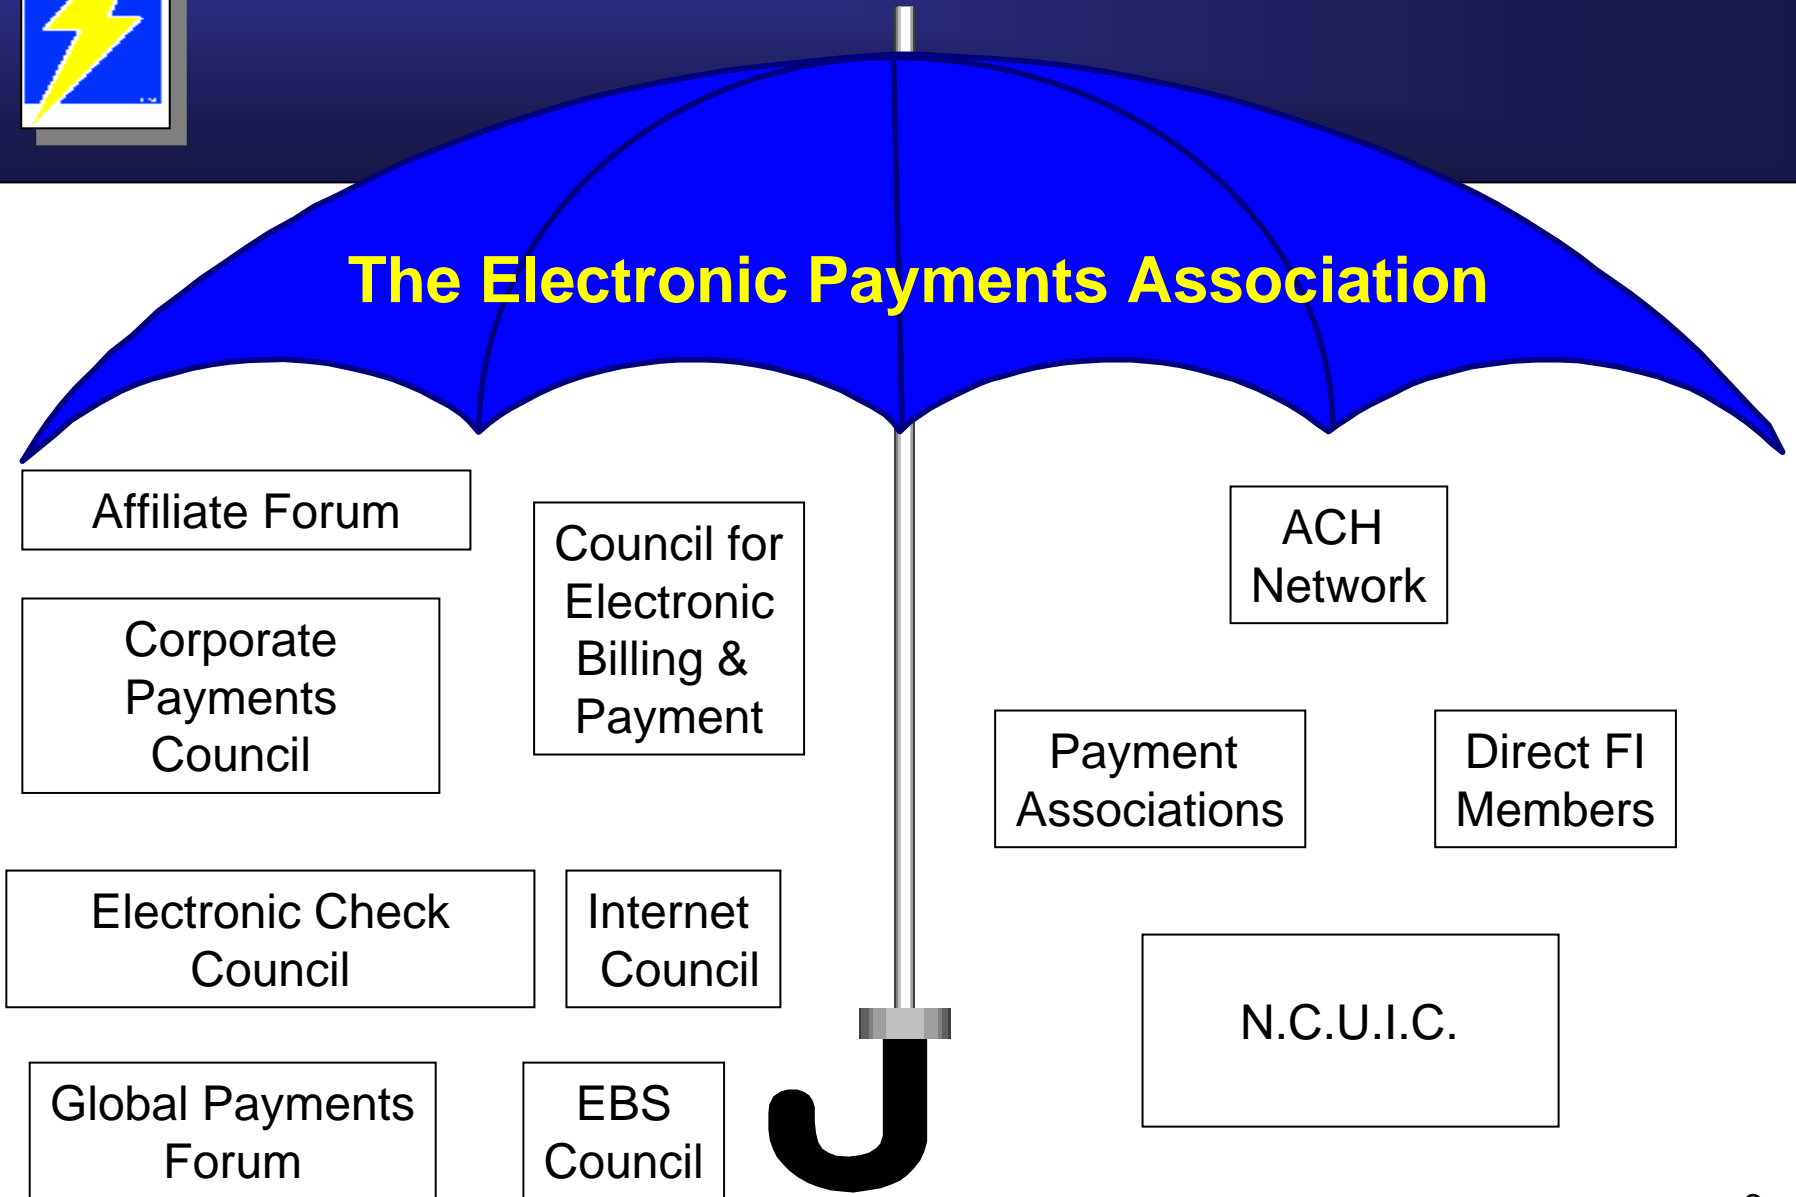 The Electronic Payments Association
Affiliate Forum
Corporate
Payments
Council
Council for
Electronic
Billing &
Payment
ACH
Network
Payment
Associations
Direct FI
Members
Electronic Check
Council
Internet
Council
N.C.U.I.C.
Global Payments
Forum
EBS
Council